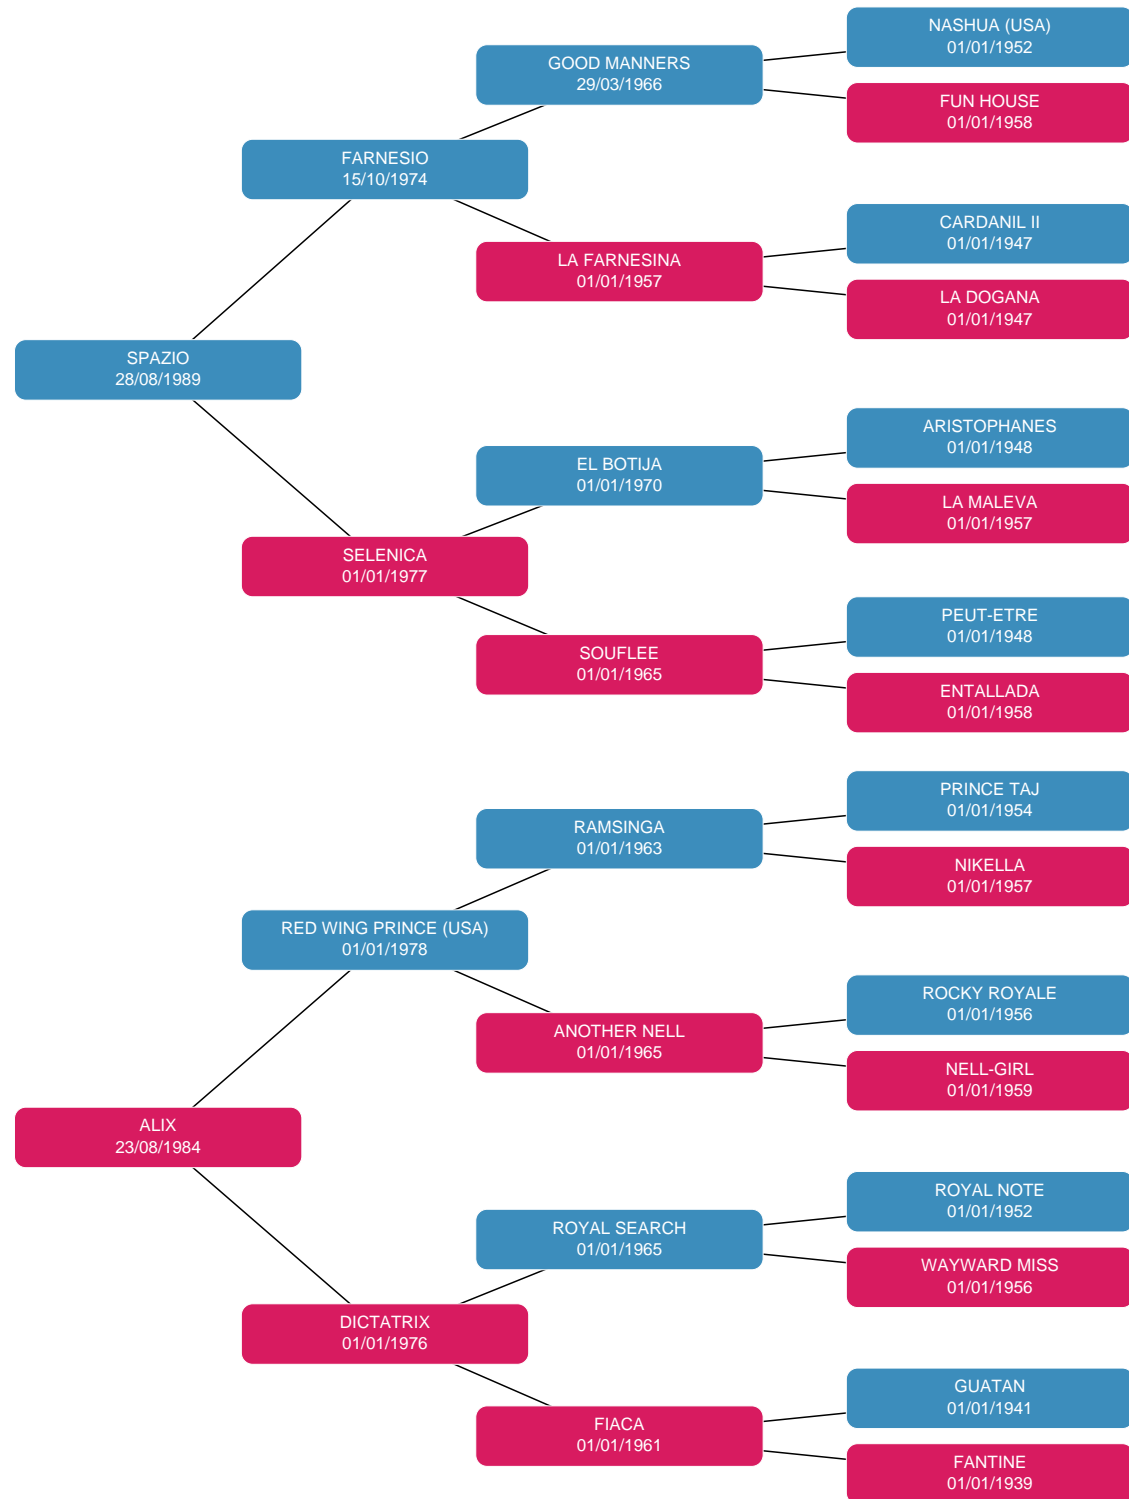 NASHUA (USA)
01/01/1952
GOOD MANNERS
29/03/1966
FUN HOUSE
01/01/1958
FARNESIO
15/10/1974
CARDANIL II
01/01/1947
LA FARNESINA
01/01/1957
LA DOGANA
01/01/1947
SPAZIO
28/08/1989
ARISTOPHANES
01/01/1948
EL BOTIJA
01/01/1970
LA MALEVA
01/01/1957
SELENICA
01/01/1977
PEUT-ETRE
01/01/1948
SOUFLEE
01/01/1965
ENTALLADA
01/01/1958
PRINCE TAJ
01/01/1954
RAMSINGA
01/01/1963
NIKELLA
01/01/1957
RED WING PRINCE (USA)
01/01/1978
ROCKY ROYALE
01/01/1956
ANOTHER NELL
01/01/1965
NELL-GIRL
01/01/1959
ALIX
23/08/1984
ROYAL NOTE
01/01/1952
ROYAL SEARCH
01/01/1965
WAYWARD MISS
01/01/1956
DICTATRIX
01/01/1976
GUATAN
01/01/1941
FIACA
01/01/1961
FANTINE
01/01/1939